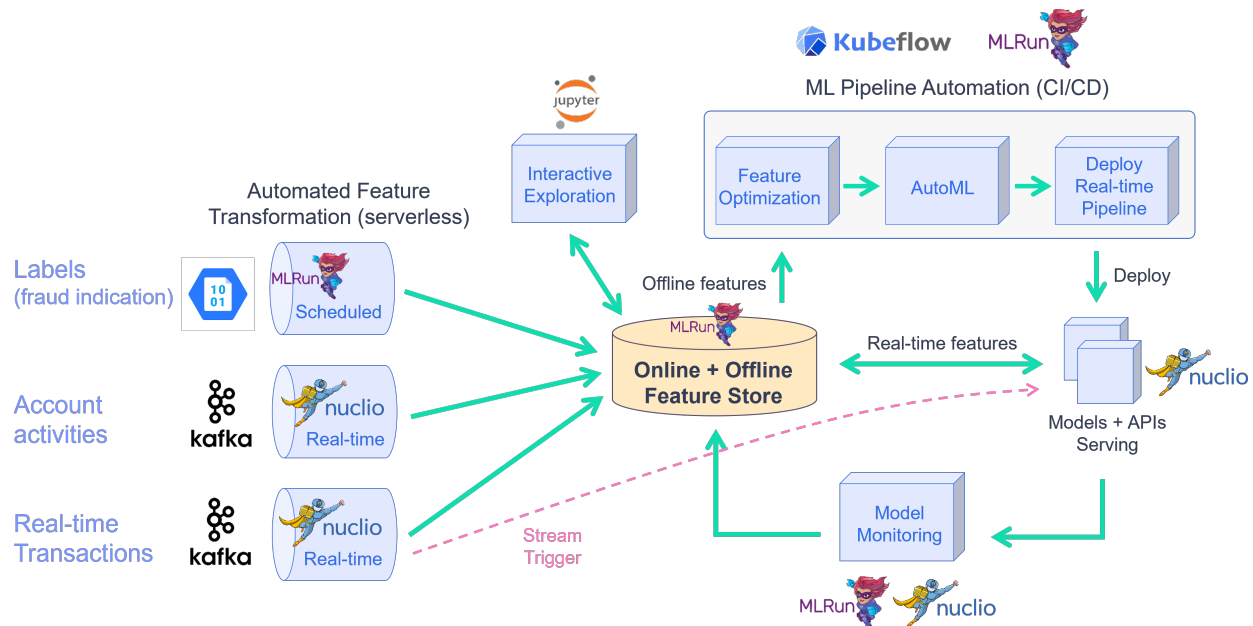 Kubeflow
MLRun
ML Pipeline Automation (CI/CD)
jupyter
Interactive
Exploration
Feature
Optimization
AutoML
Deploy
Real-time
Pipeline
Automated Feature
Transformation (serverless)
Labels
(fraud indication)
10
01
MLRun
Scheduled
Offline features
Deploy
MLRun
Online + Offline
Feature Store
Real-time features
nuclio
Models + APIs
Serving
Account
activities
kafka
nuclio
Real-time
Real-time
Transactions
kafka
nuclio
Real-time
Stream
Trigger
Model
Monitoring
MLRun
nuclio